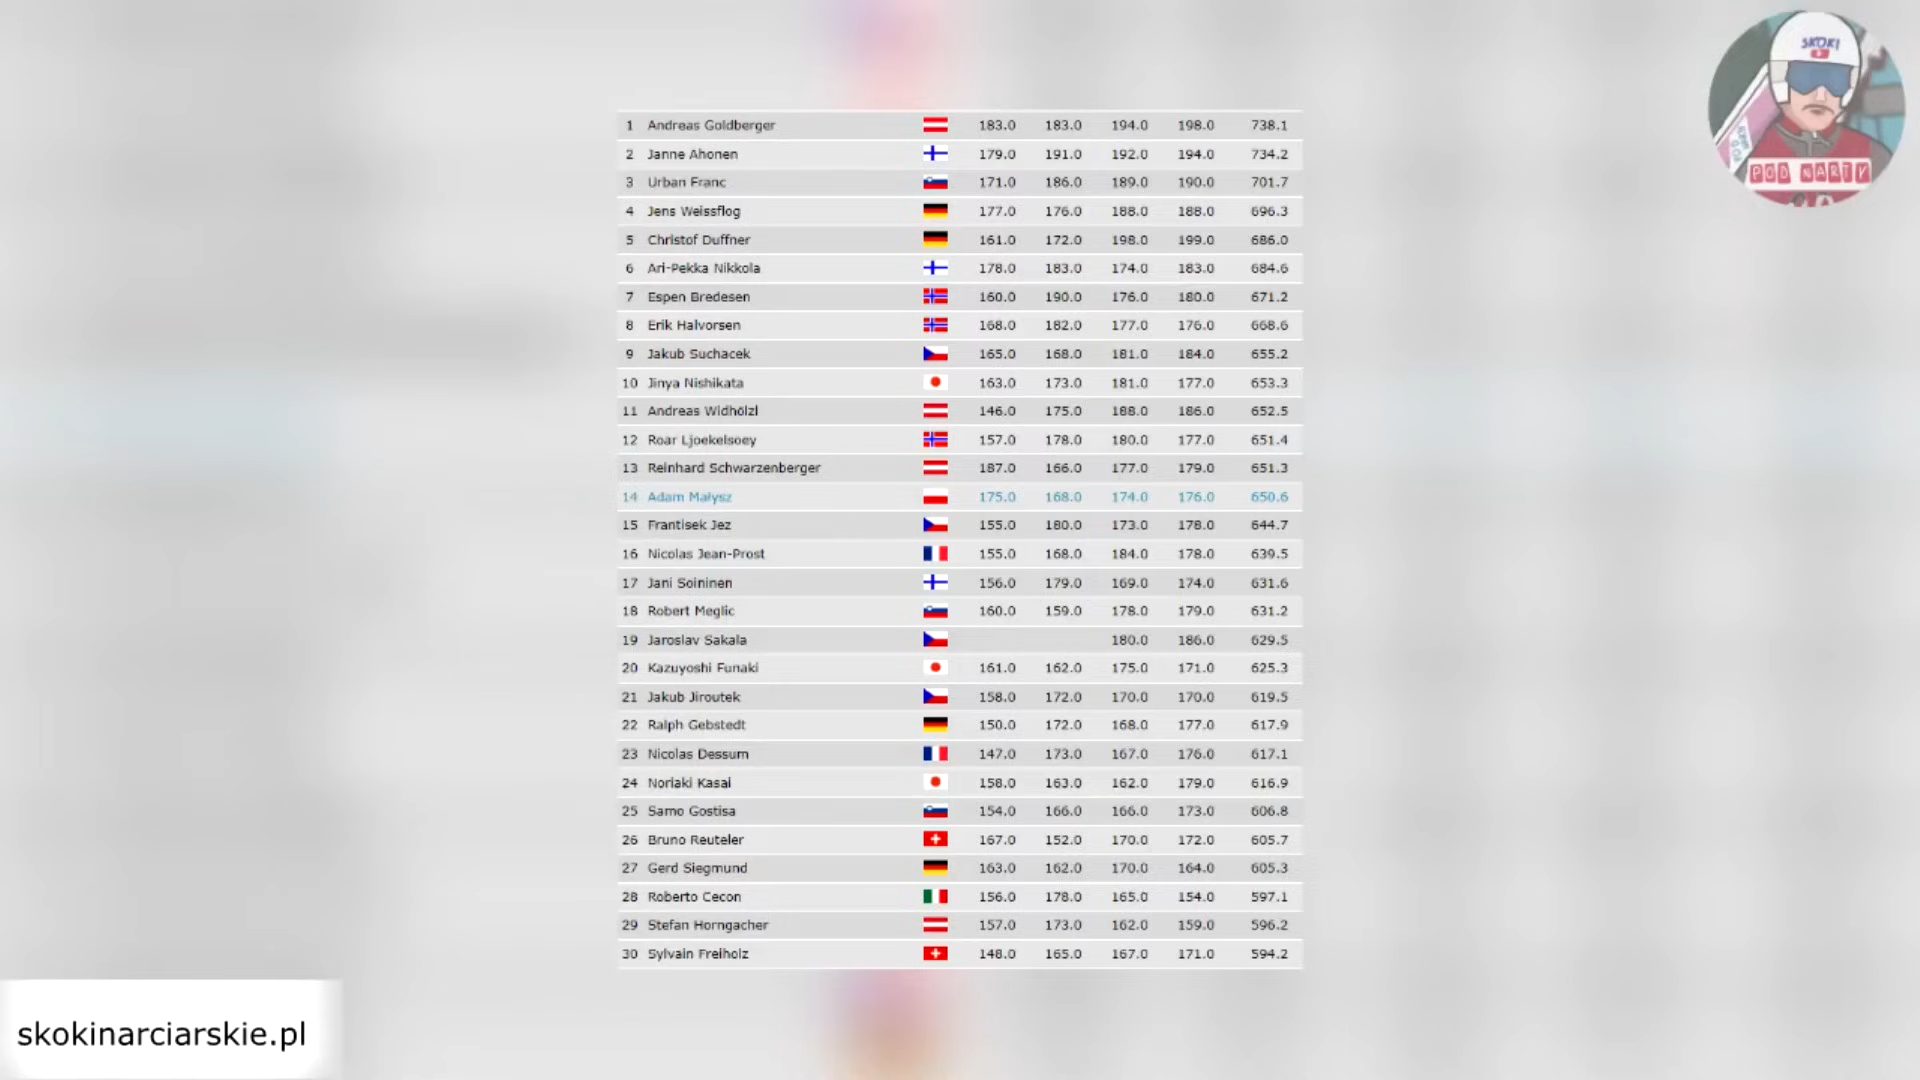 SKOKI
POD NARTY
1 Andreas Goldberger 183.0 183.0 194.0 198.0 738.1
2 Janne Ahonen 179.0 191.0 192.0 194.0 734.2
3 Urban Franc 171.0 186.0 189.0 190.0 701.7
4 Jens Weissflog 177.0 176.0 188.0 188.0 696.3
5 Christof Duffner 161.0 172.0 198.0 199.0 686.0
6 Ari-Pekka Nikkola 178.0 183.0 174.0 183.0 684.6
7 Espen Bredesen 160.0 190.0 176.0 180.0 671.2
8 Erik Halvorsen 168.0 182.0 177.0 176.0 668.6
9 Jakub Suchacek 165.0 168.0 181.0 184.0 655.2
10 Jinya Nishikata 163.0 173.0 181.0 177.0 653.3
11 Andreas Widhölzl 146.0 175.0 188.0 186.0 652.5
12 Roar Ljoekelsoey 157.0 178.0 180.0 177.0 651.4
13 Reinhard Schwarzenberger 187.0 166.0 177.0 179.0 651.3
14 Adam Małysz 175.0 168.0 174.0 176.0 650.6
15 Frantisek Jez 155.0 180.0 173.0 178.0 644.7
16 Nicolas Jean-Prost 155.0 168.0 184.0 178.0 639.5
17 Jani Soininen 156.0 179.0 169.0 174.0 631.6
18 Robert Meglic 160.0 159.0 178.0 179.0 631.2
19 Jaroslav Sakala 180.0 186.0 629.5
20 Kazuyoshi Funaki 161.0 162.0 175.0 171.0 625.3
21 Jakub Jiroutek 158.0 172.0 170.0 170.0 619.5
22 Ralph Gebstedt 150.0 172.0 168.0 177.0 617.9
23 Nicolas Dessum 147.0 173.0 167.0 176.0 617.1
24 Noriaki Kasai 158.0 163.0 162.0 179.0 616.9
25 Samo Gostisa 154.0 166.0 166.0 173.0 606.8
26 Bruno Reuteler 167.0 152.0 170.0 172.0 605.7
27 Gerd Siegmund 163.0 162.0 170.0 164.0 605.3
28 Roberto Cecon 156.0 178.0 165.0 154.0 597.1
29 Stefan Horngacher 157.0 173.0 162.0 159.0 596.2
30 Sylvain Freiholz 148.0 165.0 167.0 171.0 594.2
skokinarciarskie.pl